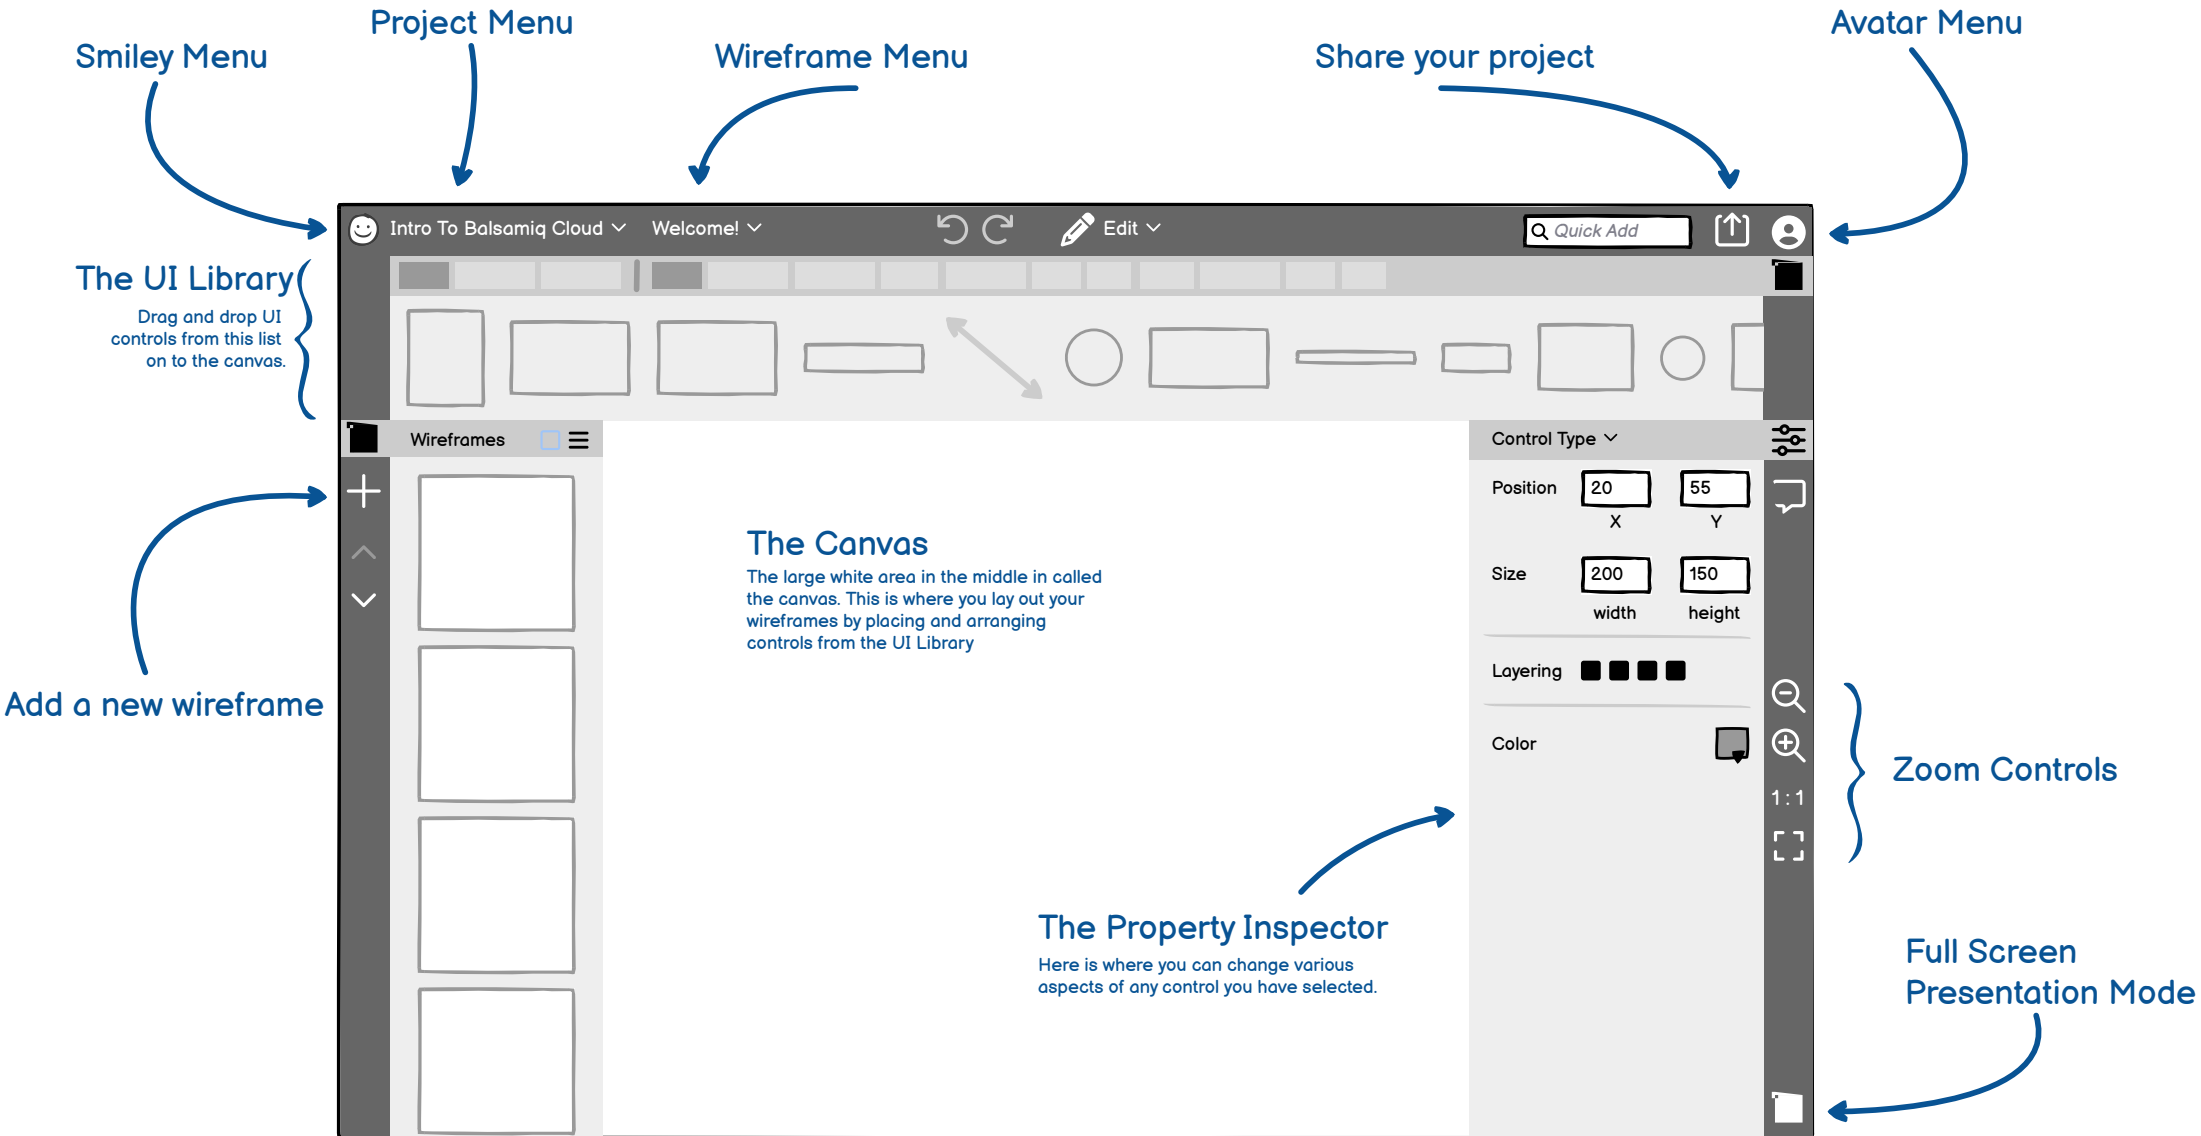 Project Menu
Avatar Menu
Smiley Menu
Wireframe Menu
Share your project
Intro To Balsamiq Cloud
Welcome!
Edit
Quick Add
The UI Library
Drag and drop UI
controls from this list
on to the canvas.
Wireframes
Control Type
Position
20
55
X
Y
The Canvas
The large white area in the middle in called
the canvas. This is where you lay out your
wireframes by placing and arranging
controls from the UI Library
Size
200
150
width
height
Layering
Add a new wireframe
Color
Zoom Controls
1 : 1
The Property Inspector
Here is where you can change various
aspects of any control you have selected.
Full Screen
Presentation Mode